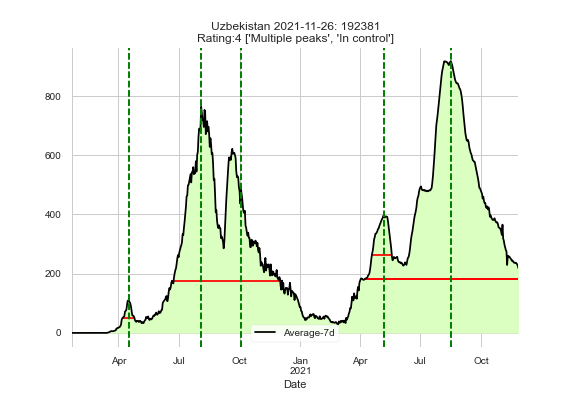 Uzbekistan 2021-11-26: 192381
Rating:4 ['Multiple peaks', 'In control']
800
600
400
200
0
Average-7d
Apr Jul Oct Jan Apr Jul Oct
2021
Date